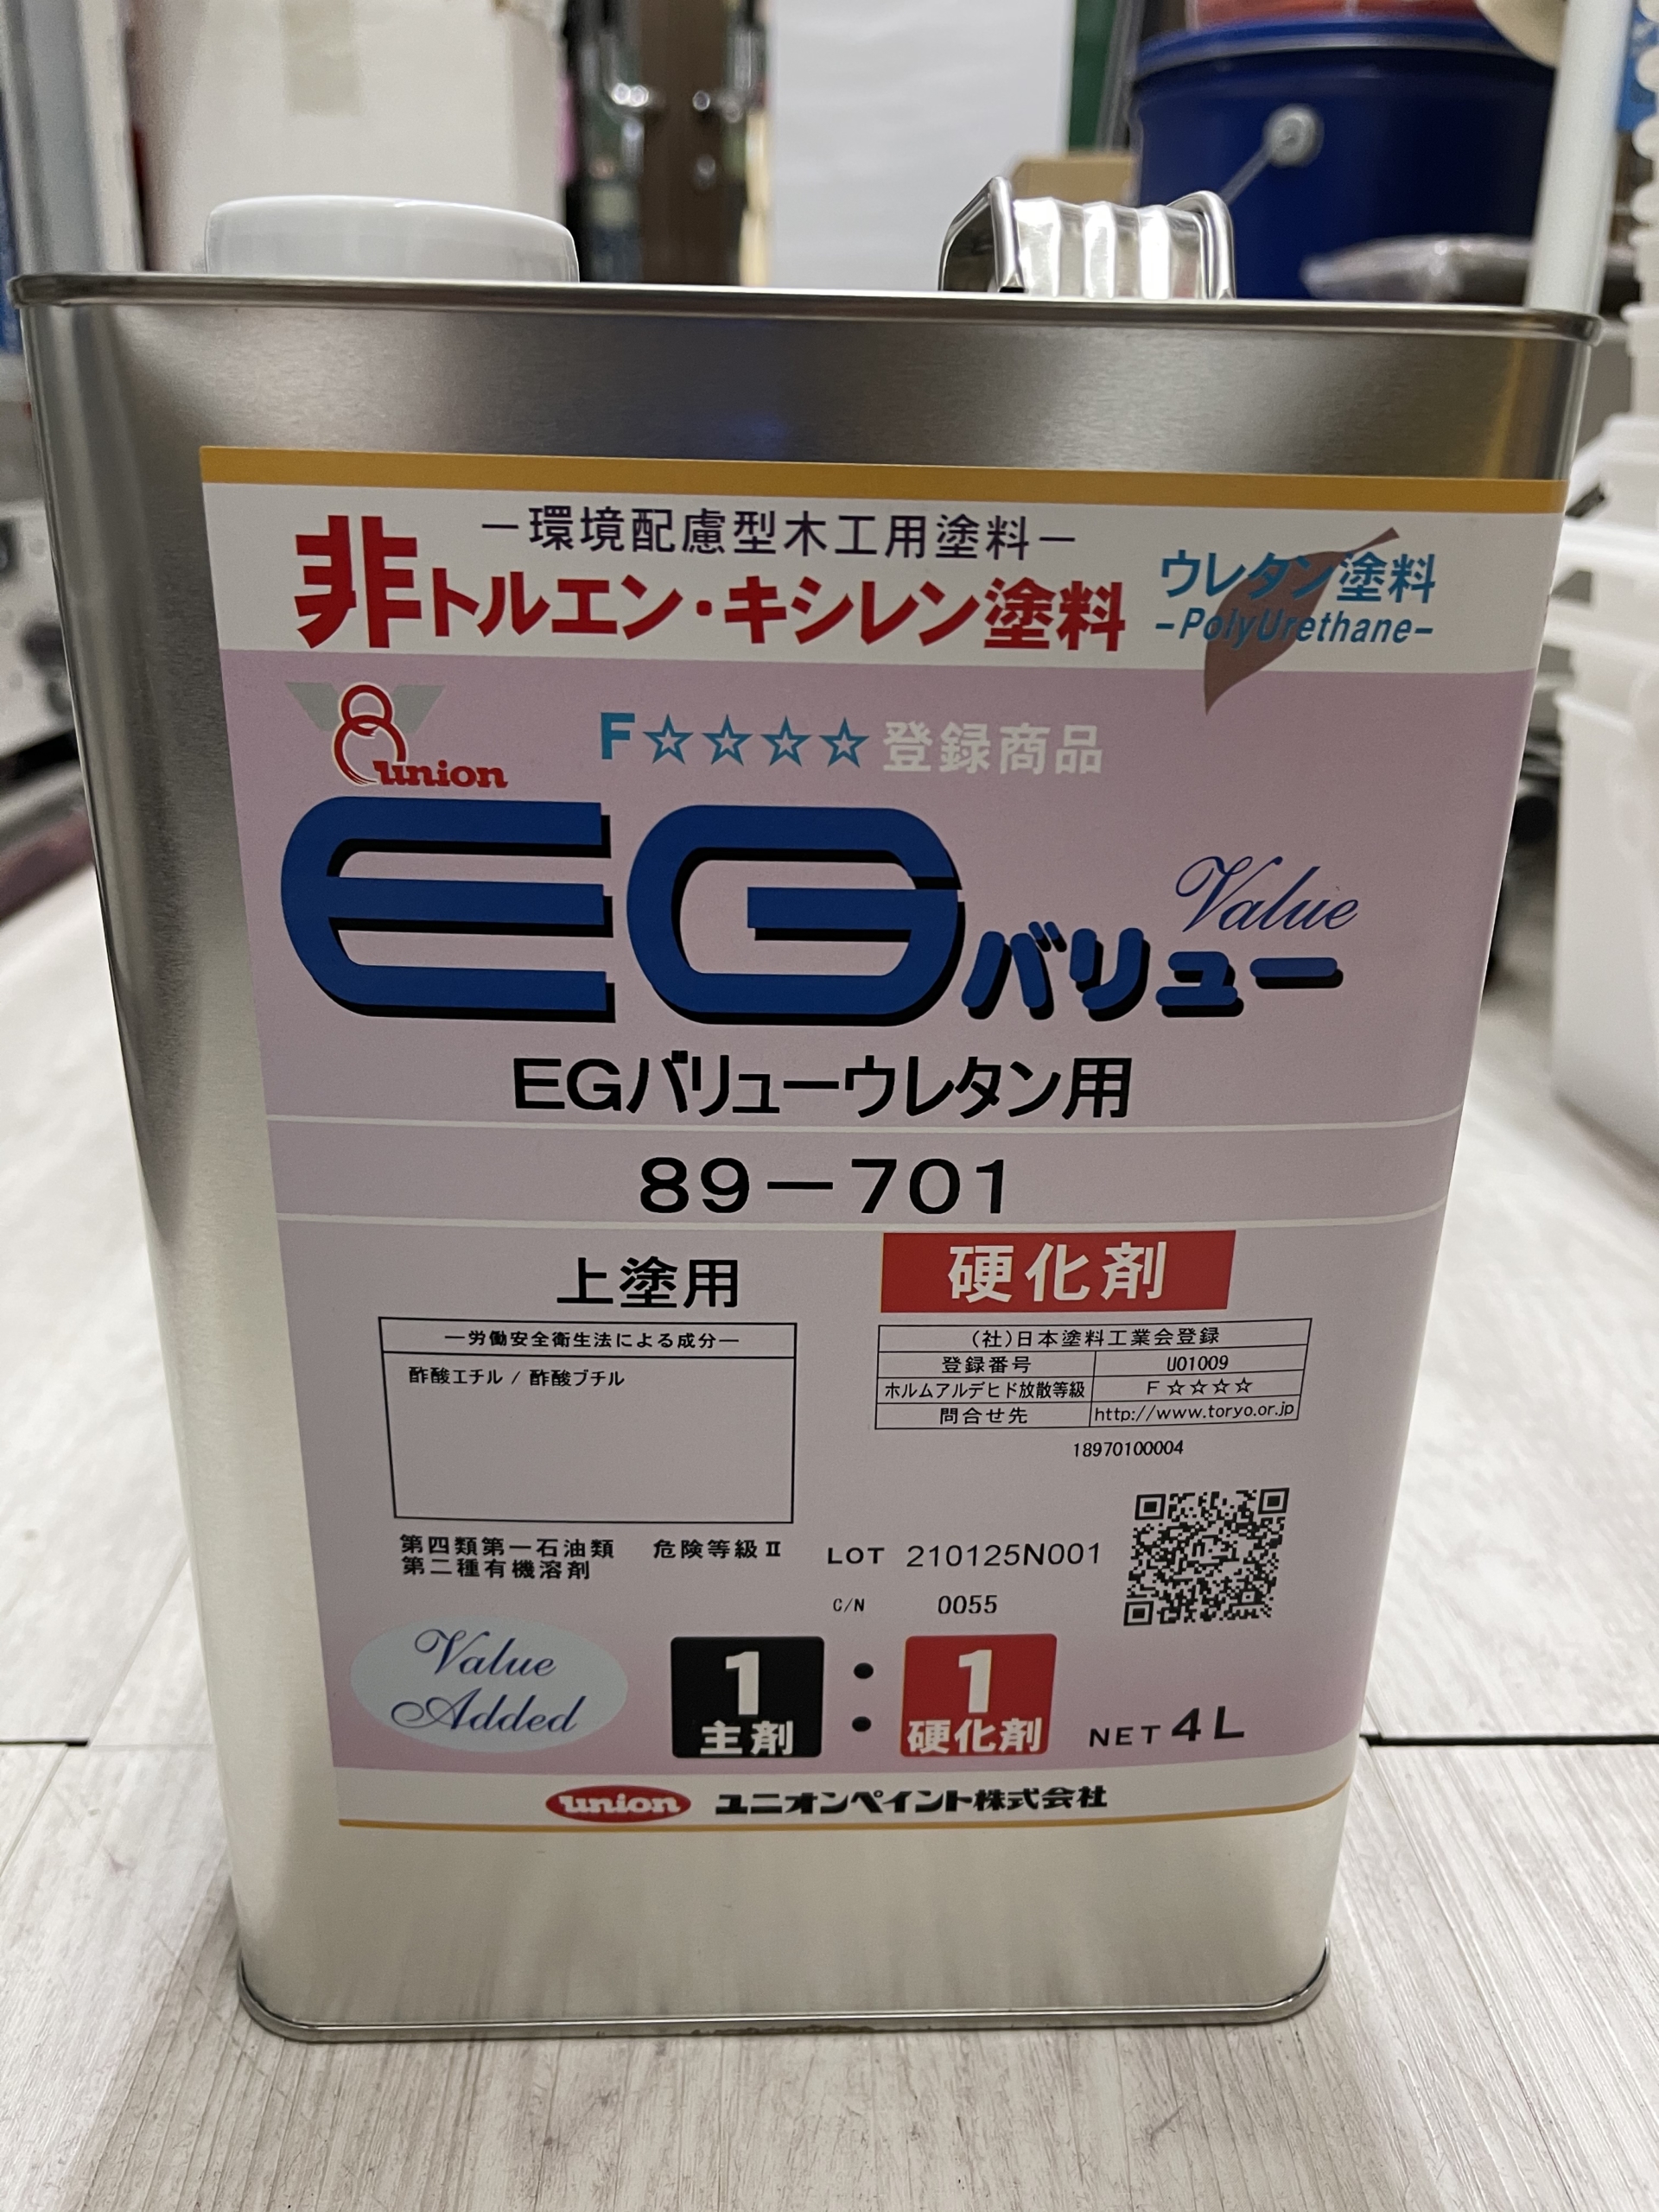 －環境配慮型木工用塗料－
非トルエン・キシレン塗料
ウレタン塗料
-PolyUrethane-
union
F☆☆☆☆登録商品
EGバリュー
Value
EGバリューウレタン用
89－701
上塗用
硬化剤
―労働安全衛生法による成分―
酢酸エチル / 酢酸ブチル
(社)日本塗料工業会登録
登録番号 U01009
ホルムアルデヒド放散等級 F☆☆☆☆
問合せ先 http://www.toryo.or.jp
18970100004
第四類第一石油類 危険等級Ⅱ
第二種有機溶剤
LOT 210125N001
C/N 0055
Value
Added
1 : 1
主剤 硬化剤
NET 4L
union ユニオンペイント株式会社